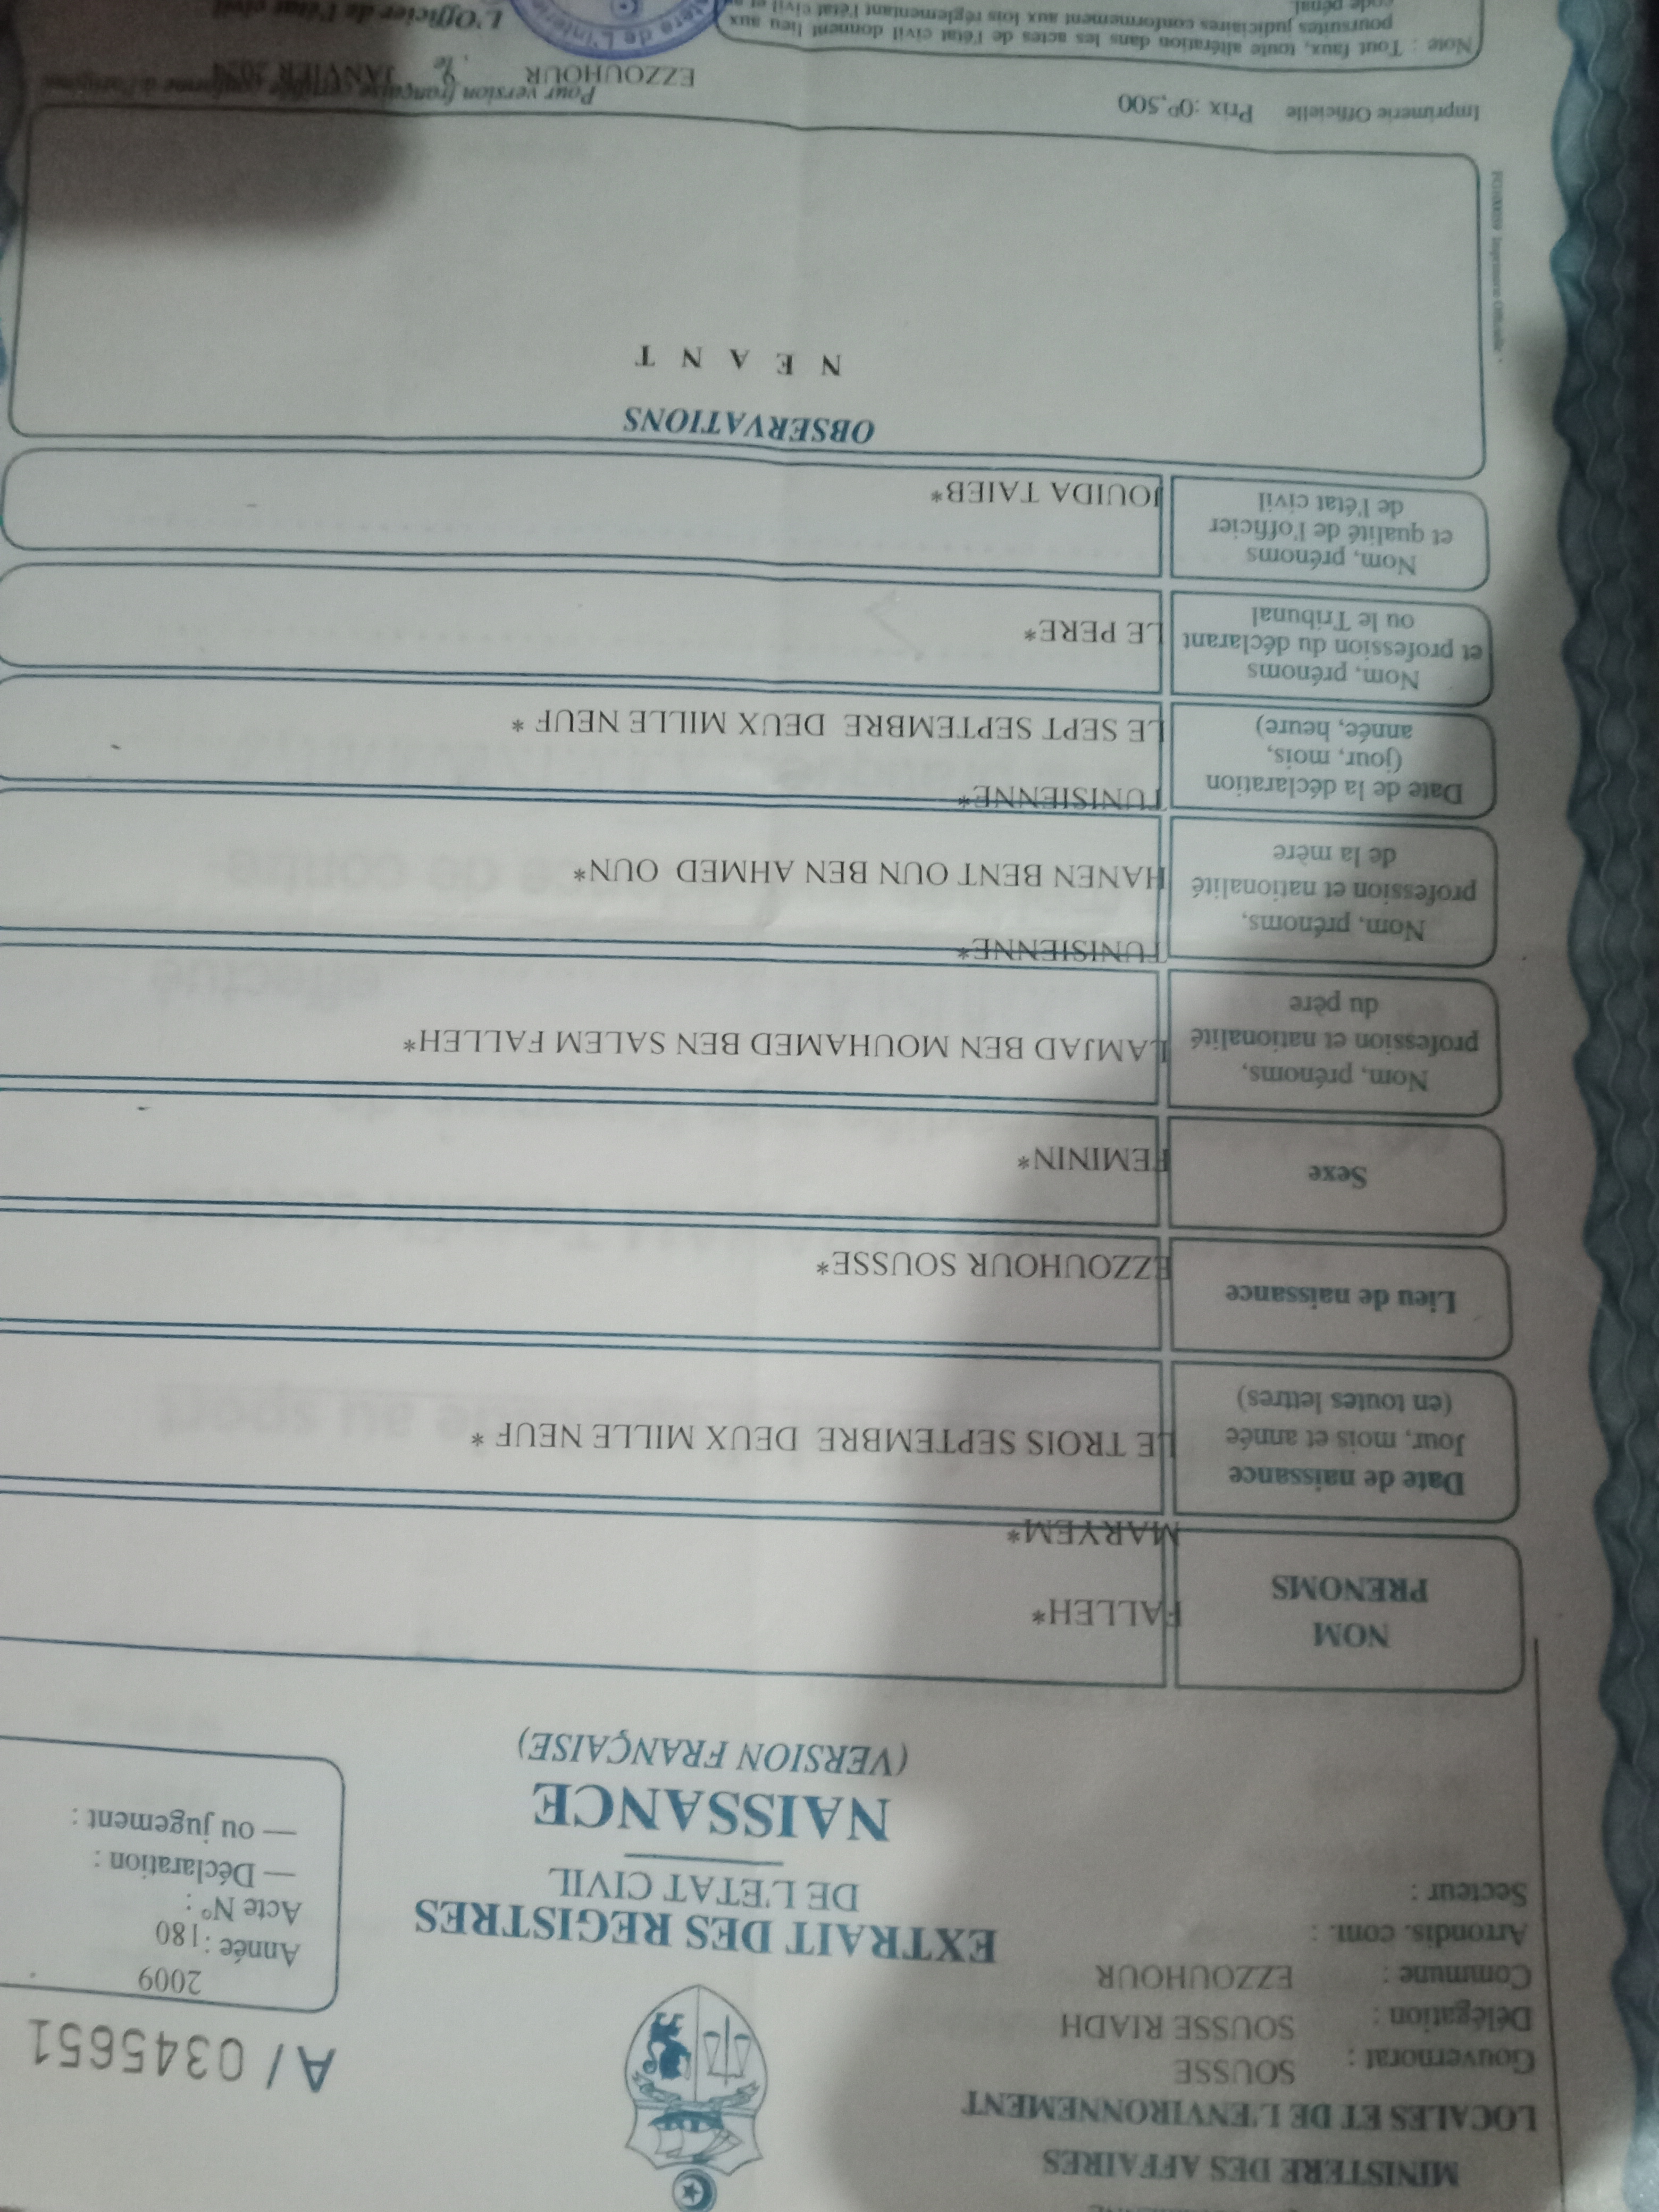 MINISTERE DES AFFAIRES
LOCALES ET DE L'ENVIRONNEMENT
Gouvernorat : SOUSSE
Délégation : SOUSSE RIADH
Commune : EZZOUHOUR
Arrondis. com. :
Secteur :
A / 0345651
2009
Année : 180
Acte N° :
— Déclaration :
— ou jugement :
EXTRAIT DES REGISTRES
DE L'ETAT CIVIL
NAISSANCE
(VERSION FRANÇAISE)
NOM
PRENOMS
FALLEH*
MARYEM*
Date de naissance
Jour, mois et année
(en toutes lettres)
LE TROIS SEPTEMBRE DEUX MILLE NEUF *
Lieu de naissance
EZZOUHOUR SOUSSE*
Sexe
FEMININ*
Nom, prénoms,
profession et nationalité
du père
LAMJAD BEN MOUHAMED BEN SALEM FALLEH*
TUNISIENNE*
Nom, prénoms,
profession et nationalité
de la mère
HANEN BENT OUN BEN AHMED OUN*
TUNISIENNE*
Date de la déclaration
(jour, mois,
année, heure)
LE SEPT SEPTEMBRE DEUX MILLE NEUF *
Nom, prénoms
et profession du déclarant
ou le Tribunal
LE PERE*
Nom, prénoms
et qualité de l'officier
de l'état civil
JOUIDA TAIEB*
OBSERVATIONS
N E A N T
Imprimerie Officielle Prix : 0ᴰ,500
Pour version française certifiée conforme à l'original
EZZOUHOUR le JANVIER 2024
L'Officier de l'état civil
Note : Tout faux, toute altération dans les actes de l'état civil donnent lieu aux
poursuites judiciaires conformement aux lois réglementant l'état civil et au
code pénal.